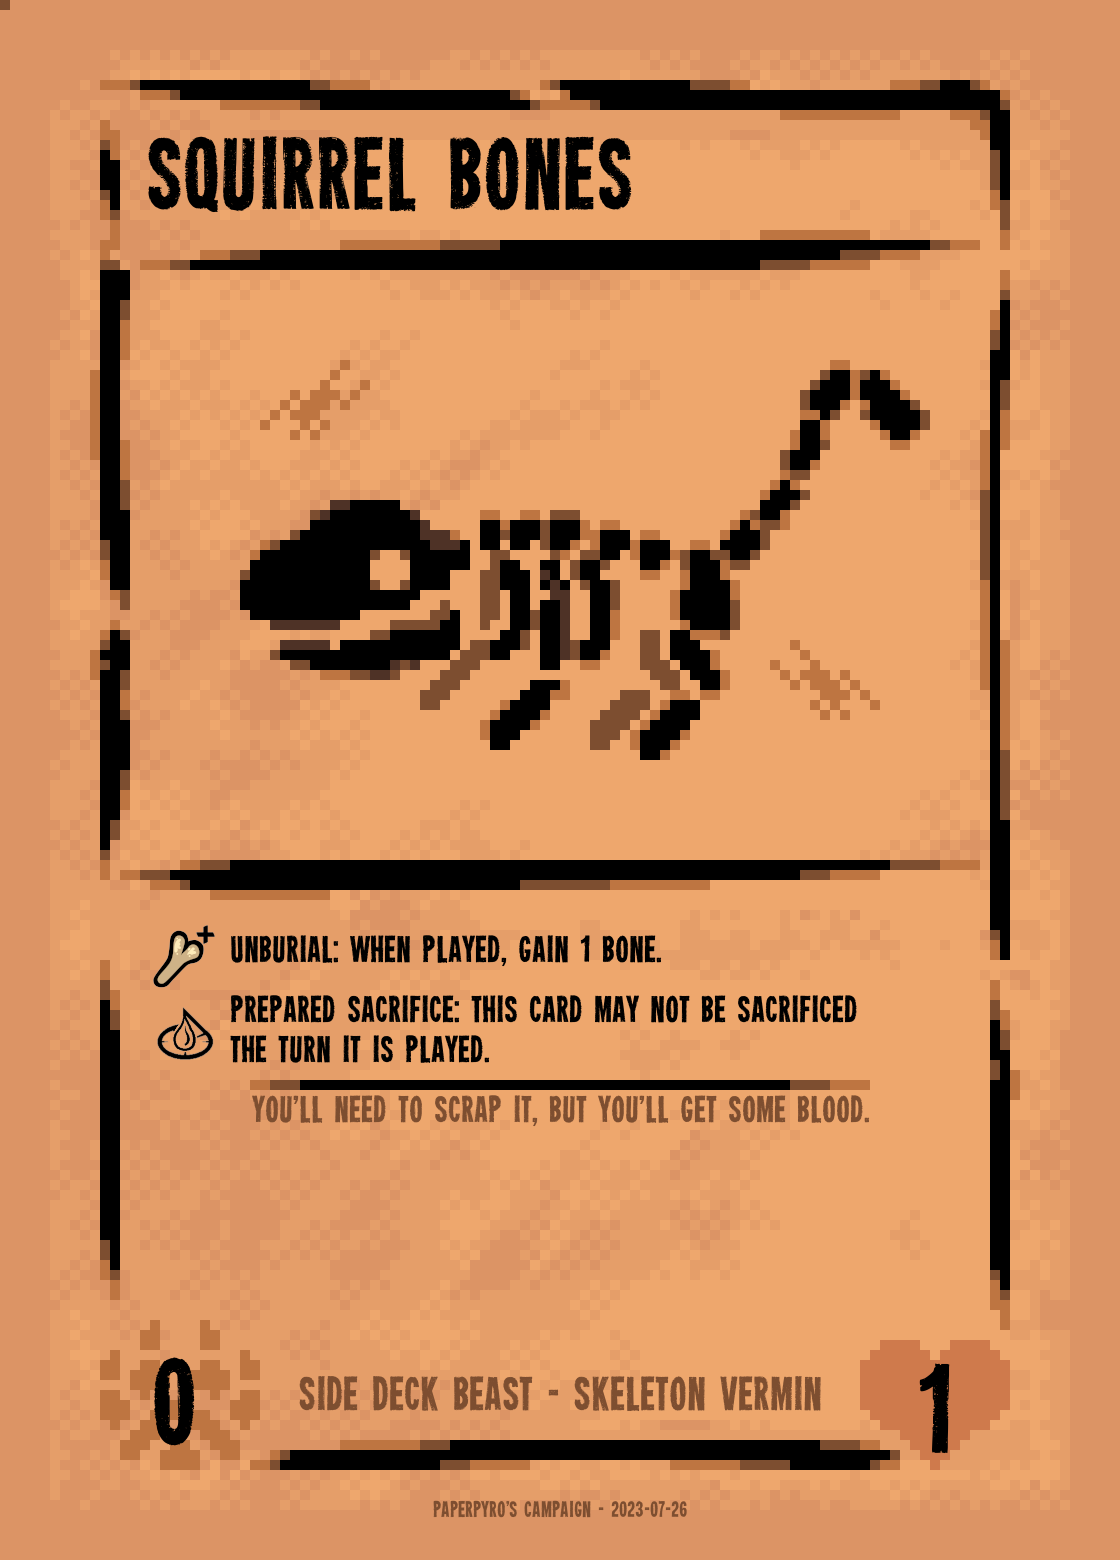 SQUIRREL BONES
UNBURIAL: WHEN PLAYED, GAIN 1 BONE.
PREPARED SACRIFICE: THIS CARD MAY NOT BE SACRIFICED
THE TURN IT IS PLAYED.
YOU'LL NEED TO SCRAP IT, BUT YOU'LL GET SOME BLOOD.
0
SIDE DECK BEAST - SKELETON VERMIN
1
PAPERPYRO'S CAMPAIGN - 2023-07-26